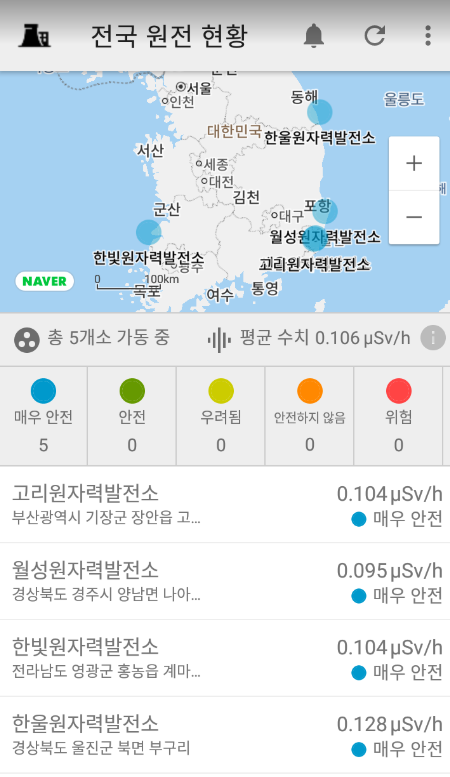 전국 원전 현황
서울
인천
동해
울릉도
대한민국
한울원자력발전소
서산
세종
대전
김천
군산
포항
대구
월성원자력발전소
한빛원자력발전소
광주
고리원자력발전소
NAVER
0 100km
목포
여수
통영
+
−
총 5개소 가동 중
평균 수치 0.106 µSv/h
매우 안전
안전
우려됨
안전하지 않음
위험
5
0
0
0
0
고리원자력발전소
0.104 µSv/h
부산광역시 기장군 장안읍 고...
매우 안전
월성원자력발전소
0.095 µSv/h
경상북도 경주시 양남면 나아...
매우 안전
한빛원자력발전소
0.104 µSv/h
전라남도 영광군 홍농읍 계마...
매우 안전
한울원자력발전소
0.128 µSv/h
경상북도 울진군 북면 부구리
매우 안전